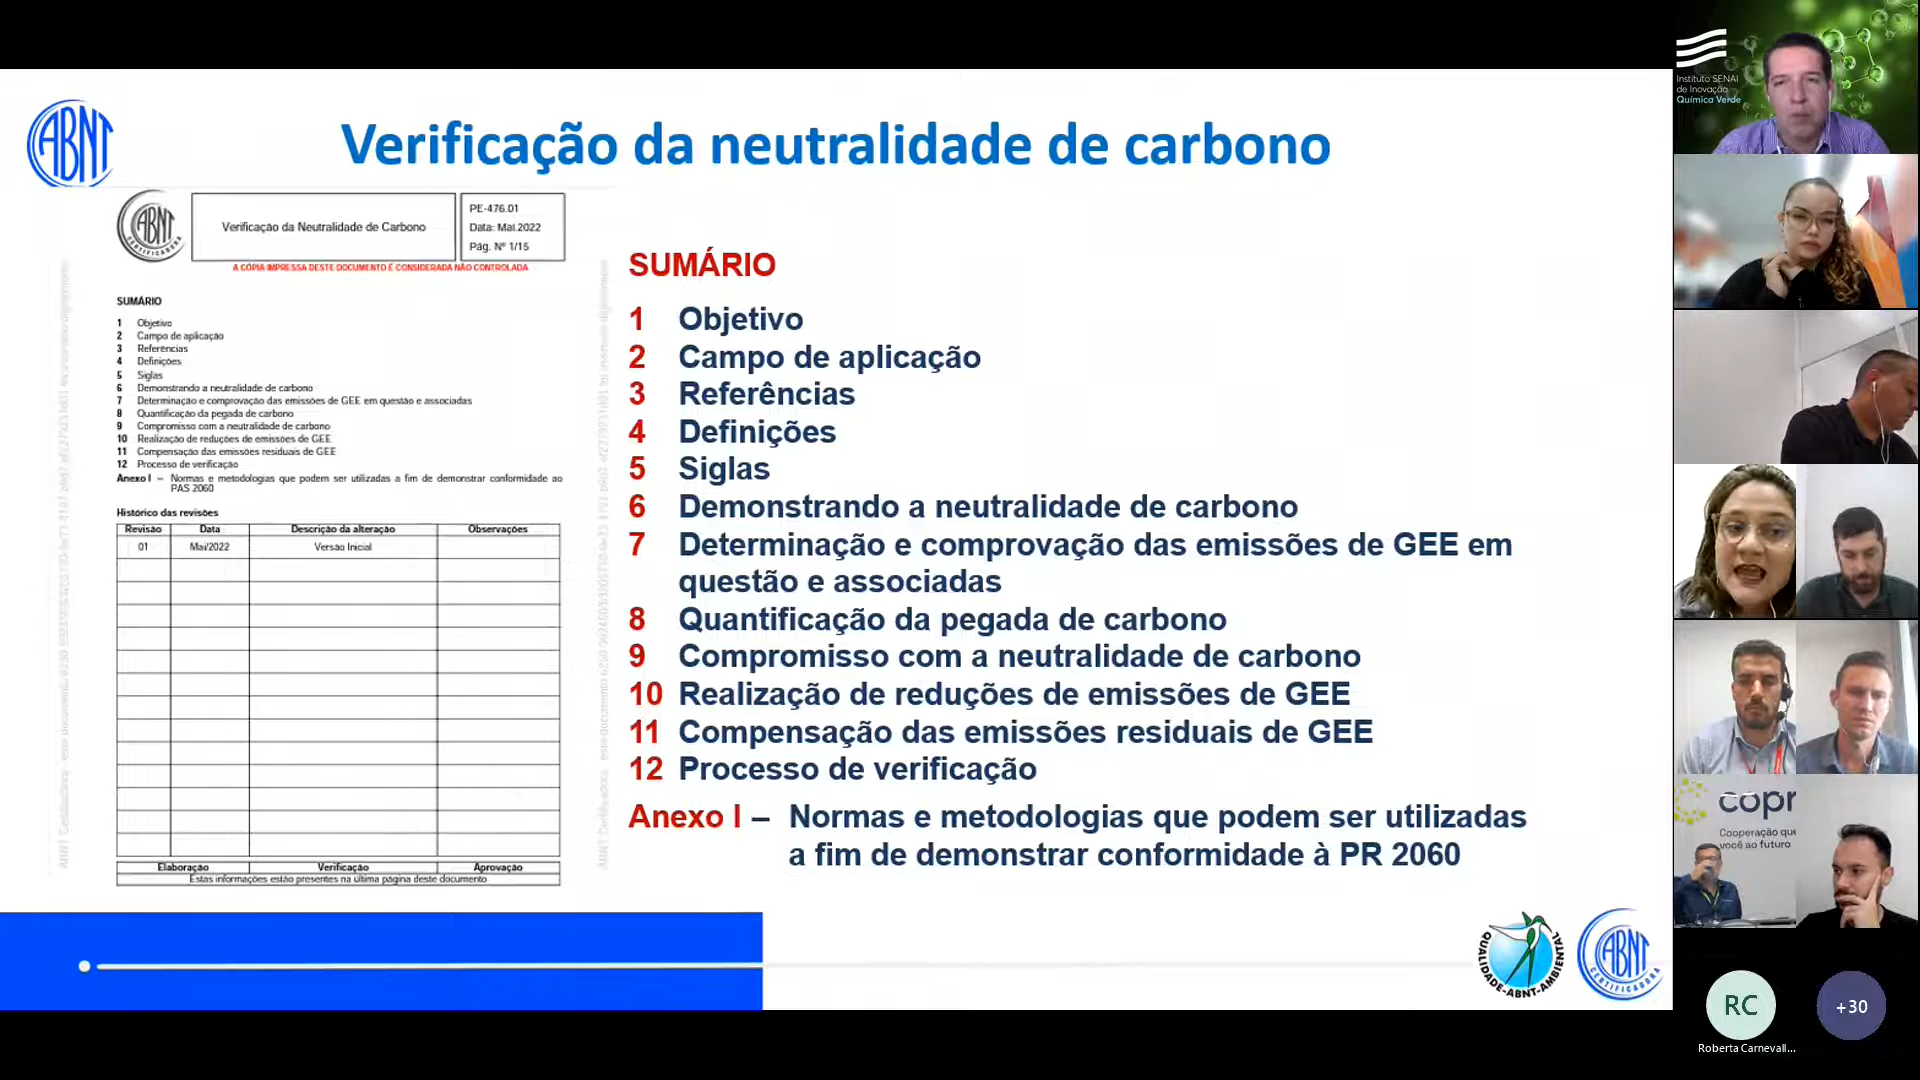 ABNT
Verificação da neutralidade de carbono
ABNT
CERTIFICADORA
Verificação da Neutralidade de Carbono
PE-476.01
Data: Mai.2022
Pág. Nº 1/15
A CÓPIA IMPRESSA DESTE DOCUMENTO É CONSIDERADA NÃO CONTROLADA
SUMÁRIO
1 Objetivo
2 Campo de aplicação
3 Referências
4 Definições
5 Siglas
6 Demonstrando a neutralidade de carbono
7 Determinação e comprovação das emissões de GEE em questão e associadas
8 Quantificação da pegada de carbono
9 Compromisso com a neutralidade de carbono
10 Realização de reduções de emissões de GEE
11 Compensação das emissões residuais de GEE
12 Processo de verificação
Anexo I – Normas e metodologias que podem ser utilizadas a fim de demonstrar conformidade ao
PAS 2060
Histórico das revisões
Revisão Data Descrição da alteração Observações
01 Mai/2022 Versão Inicial
Elaboração Verificação Aprovação
Estas informações estão presentes na última página deste documento
SUMÁRIO
1 Objetivo
2 Campo de aplicação
3 Referências
4 Definições
5 Siglas
6 Demonstrando a neutralidade de carbono
7 Determinação e comprovação das emissões de GEE em
questão e associadas
8 Quantificação da pegada de carbono
9 Compromisso com a neutralidade de carbono
10 Realização de reduções de emissões de GEE
11 Compensação das emissões residuais de GEE
12 Processo de verificação
Anexo I – Normas e metodologias que podem ser utilizadas
a fim de demonstrar conformidade à PR 2060
QUALIDADE-ABNT-AMBIENTAL
ABNT
CERTIFICADORA
Instituto SENAI
de Inovação
Química Verde
copr
Cooperação que
você ao futuro
RC
+30
Roberta Carnevall...